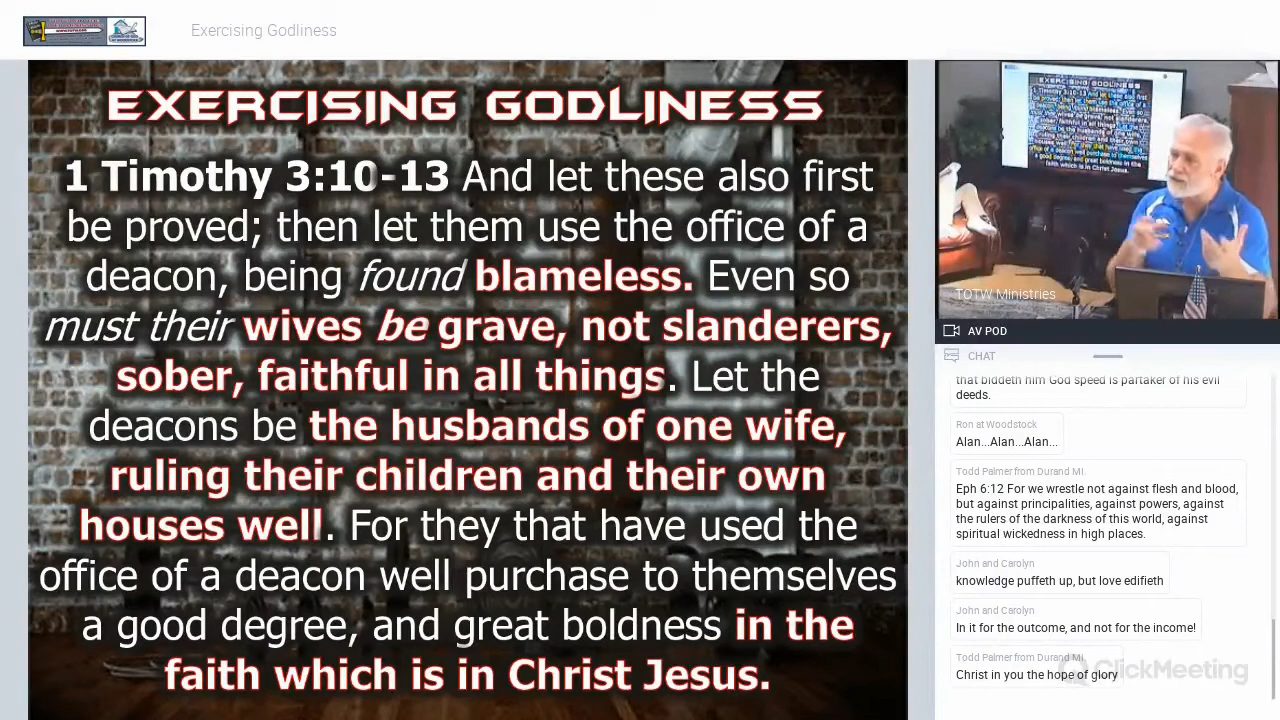 Exercising Godliness
EXERCISING GODLINESS
1 Timothy 3:10-13 And let these also first
be proved; then let them use the office of a
deacon, being found blameless. Even so
must their wives be grave, not slanderers,
sober, faithful in all things. Let the
deacons be the husbands of one wife,
ruling their children and their own
houses well. For they that have used the
office of a deacon well purchase to themselves
a good degree, and great boldness in the
faith which is in Christ Jesus.
TOTW Ministries
AV POD
CHAT
that biddeth him God speed is partaker of his evil
deeds.
Ron at Woodstock
Alan...Alan...Alan...
Todd Palmer from Durand MI.
Eph 6:12 For we wrestle not against flesh and blood,
but against principalities, against powers, against
the rulers of the darkness of this world, against
spiritual wickedness in high places.
John and Carolyn
knowledge puffeth up, but love edifieth
John and Carolyn
In it for the outcome, and not for the income!
Todd Palmer from Durand MI.
Christ in you the hope of glory
ClickMeeting